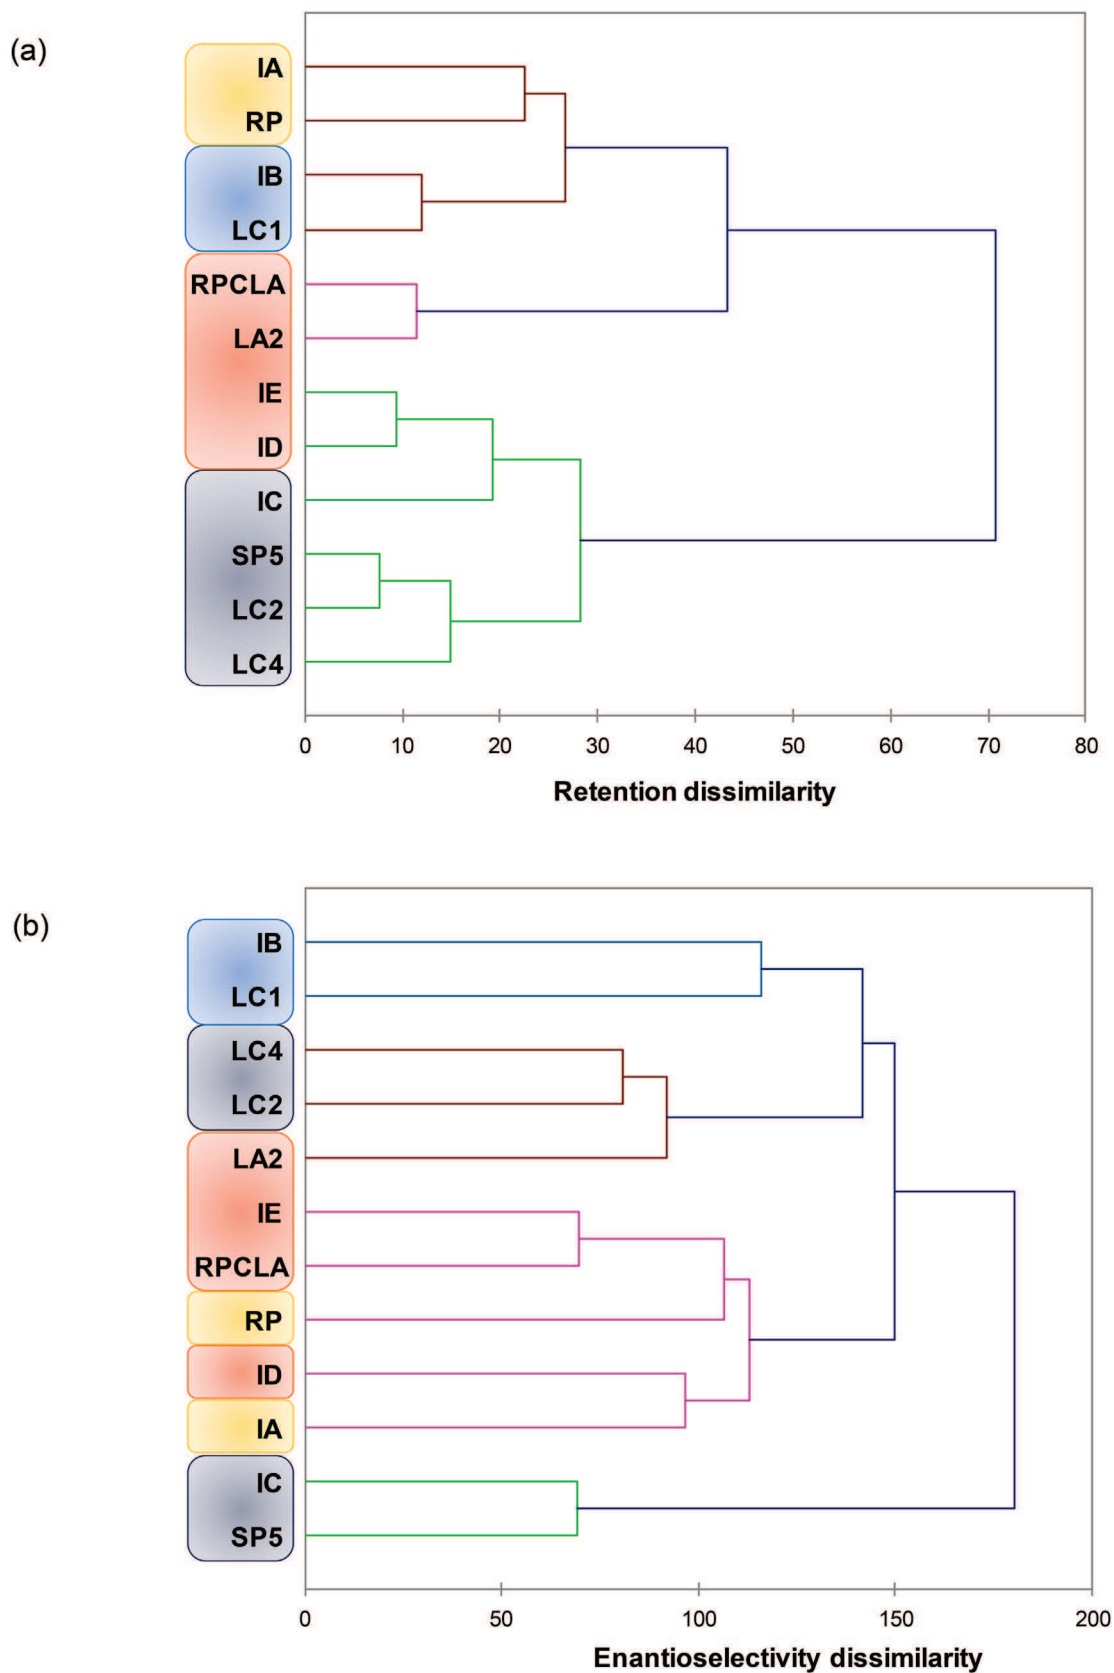 (a)
IA
RP
IB
LC1
RPCLA
LA2
IE
ID
IC
SP5
LC2
LC4
0 10 20 30 40 50 60 70 80
Retention dissimilarity
(b)
IB
LC1
LC4
LC2
LA2
IE
RPCLA
RP
ID
IA
IC
SP5
0 50 100 150 200
Enantioselectivity dissimilarity